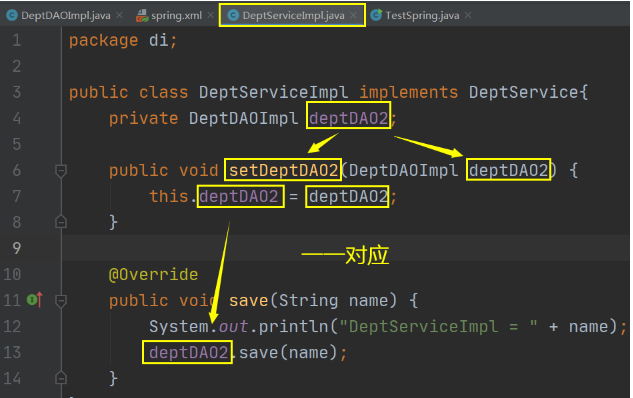 DeptDAOImpl.java × spring.xml × DeptServiceImpl.java × TestSpring.java ×
1 package di;
2
3 public class DeptServiceImpl implements DeptService{
4 private DeptDAOImpl deptDAO2;
5
6 public void setDeptDAO2(DeptDAOImpl deptDAO2) {
7 this.deptDAO2 = deptDAO2;
8 }
9 一一对应
10 @Override
11 public void save(String name) {
12 System.out.println("DeptServiceImpl = " + name);
13 deptDAO2.save(name);
14 }